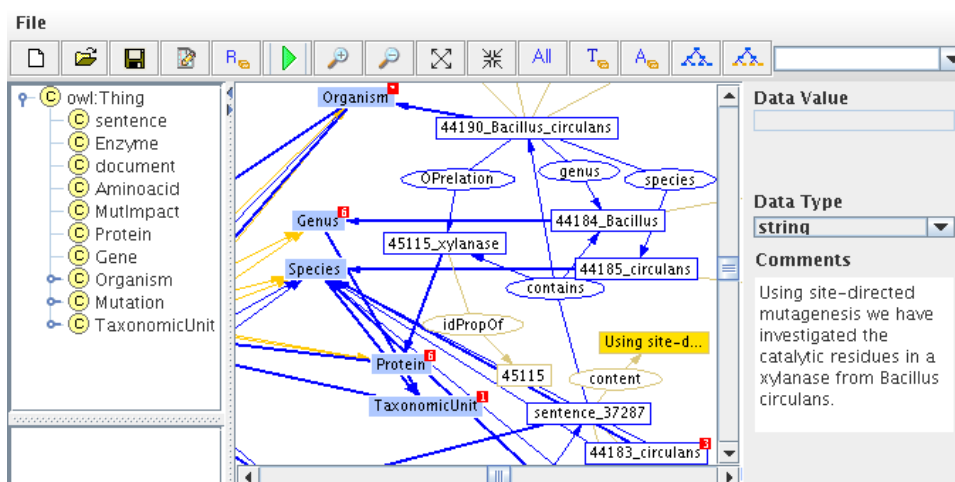 File
R All T A
owl:Thing
sentence
Enzyme
document
Aminoacid
MutImpact
Protein
Gene
Organism
Mutation
TaxonomicUnit
Organism
44190_Bacillus_circulans
OPrelation
genus
species
Genus 6
44184_Bacillus
45115_xylanase
Species
44185_circulans
contains
idPropOf
Using site-d...
Protein 6
45115
content
TaxonomicUnit 1
sentence_37287
44183_circulans 3
Data Value
Data Type
string
Comments
Using site-directed
mutagenesis we have
investigated the
catalytic residues in a
xylanase from Bacillus
circulans.